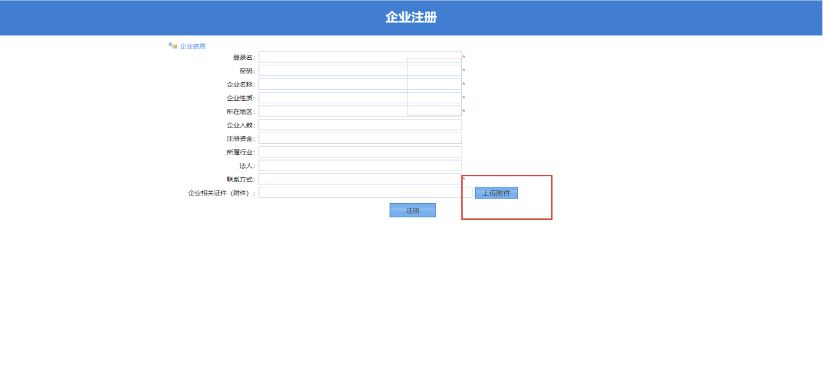 企业注册
企业信息
登录名： *
密码： *
企业名称： *
企业性质： *
所在地区： *
企业人数：
注册资金：
所属行业：
法人：
联系方式： *
企业相关证件（附件）： 上传附件
注册